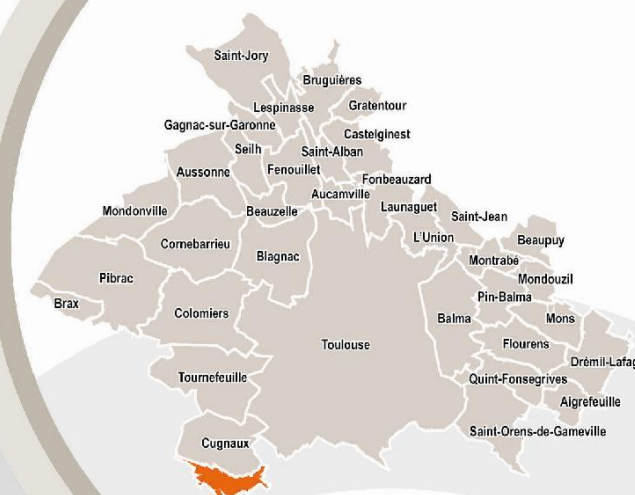 Saint-Jory
Bruguières
Lespinasse
Gratentour
Gagnac-sur-Garonne
Castelginest
Seilh
Saint-Alban
Aussonne
Fenouillet
Fonbeauzard
Aucamville
Mondonville
Beauzelle
Launaguet
Saint-Jean
Cornebarrieu
L'Union
Beaupuy
Blagnac
Montrabé
Pibrac
Mondouzil
Brax
Pin-Balma
Colomiers
Balma
Mons
Toulouse
Flourens
Drémil-Lafag
Tournefeuille
Quint-Fonsegrives
Aigrefeuille
Saint-Orens-de-Gameville
Cugnaux